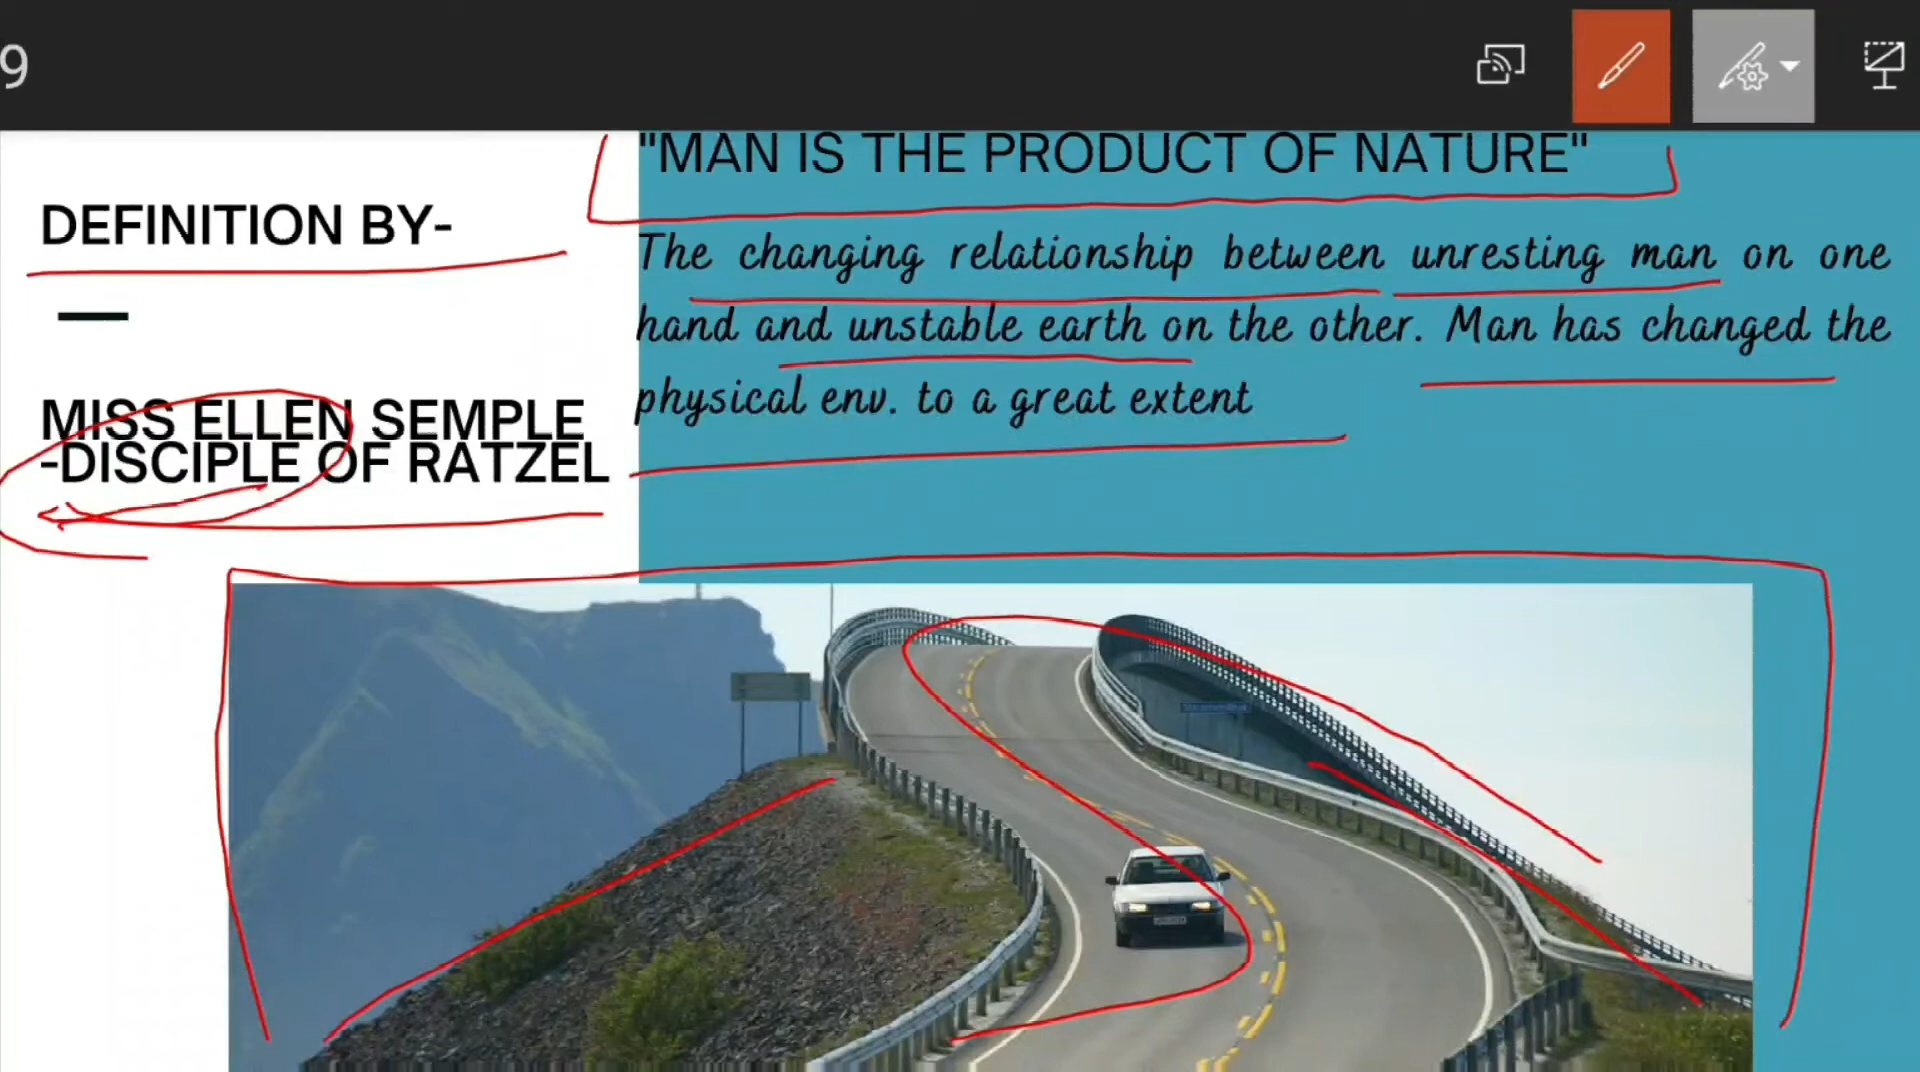 9
DEFINITION BY-
MISS ELLEN SEMPLE
-DISCIPLE OF RATZEL
"MAN IS THE PRODUCT OF NATURE"
The changing relationship between unresting man on one
hand and unstable earth on the other. Man has changed the
physical env. to a great extent